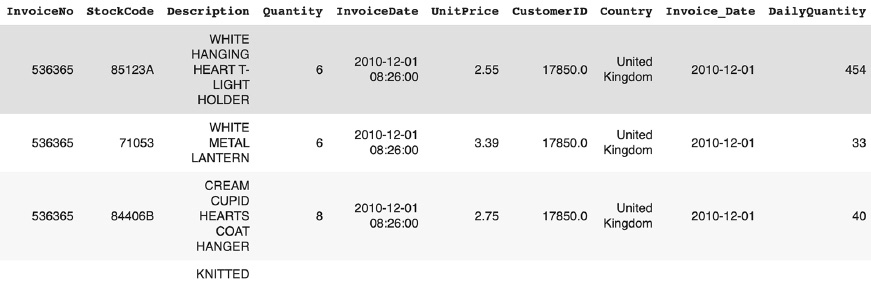 InvoiceNo StockCode Description Quantity InvoiceDate UnitPrice CustomerID Country Invoice_Date DailyQuantity
WHITE
HANGING
536365 85123A HEART T- 6 2010-12-01 08:26:00 2.55 17850.0 United Kingdom 2010-12-01 454
LIGHT
HOLDER
WHITE
536365 71053 METAL 6 2010-12-01 08:26:00 3.39 17850.0 United Kingdom 2010-12-01 33
LANTERN
CREAM
CUPID
536365 84406B HEARTS 8 2010-12-01 08:26:00 2.75 17850.0 United Kingdom 2010-12-01 40
COAT
HANGER
KNITTED